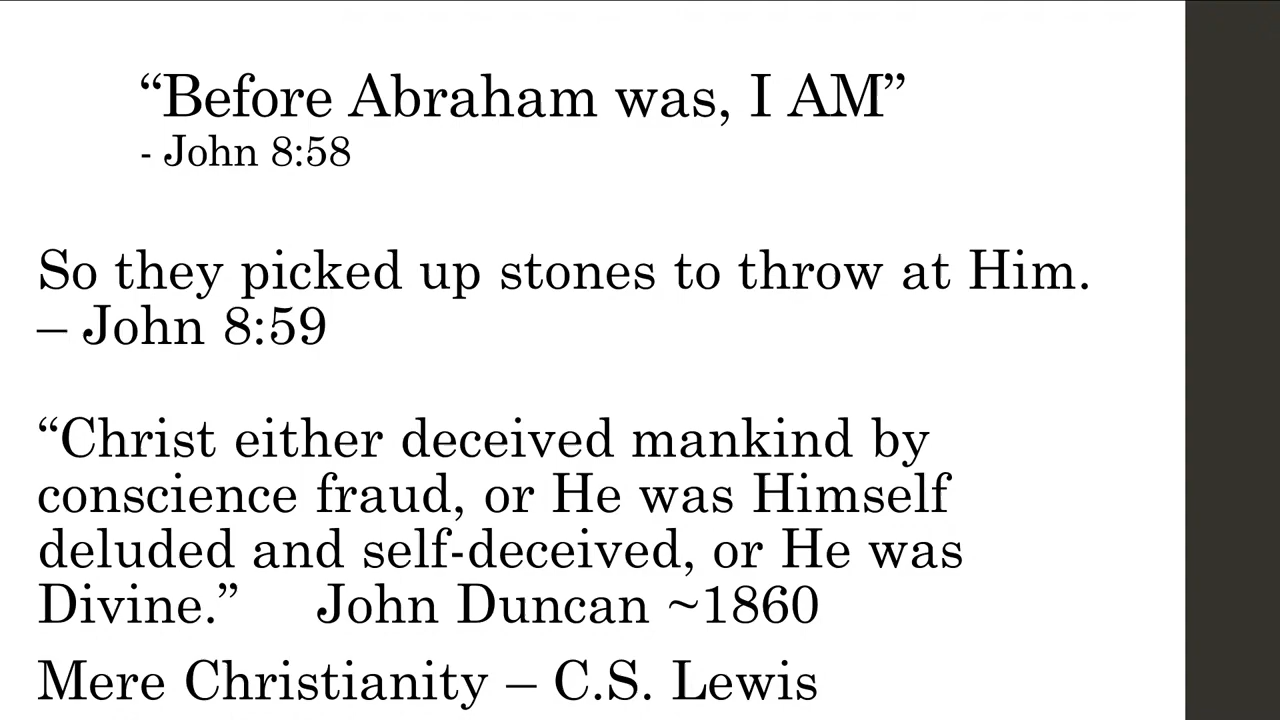 “Before Abraham was, I AM”
- John 8:58
So they picked up stones to throw at Him.
– John 8:59
“Christ either deceived mankind by
conscience fraud, or He was Himself
deluded and self-deceived, or He was
Divine.” John Duncan ~1860
Mere Christianity – C.S. Lewis